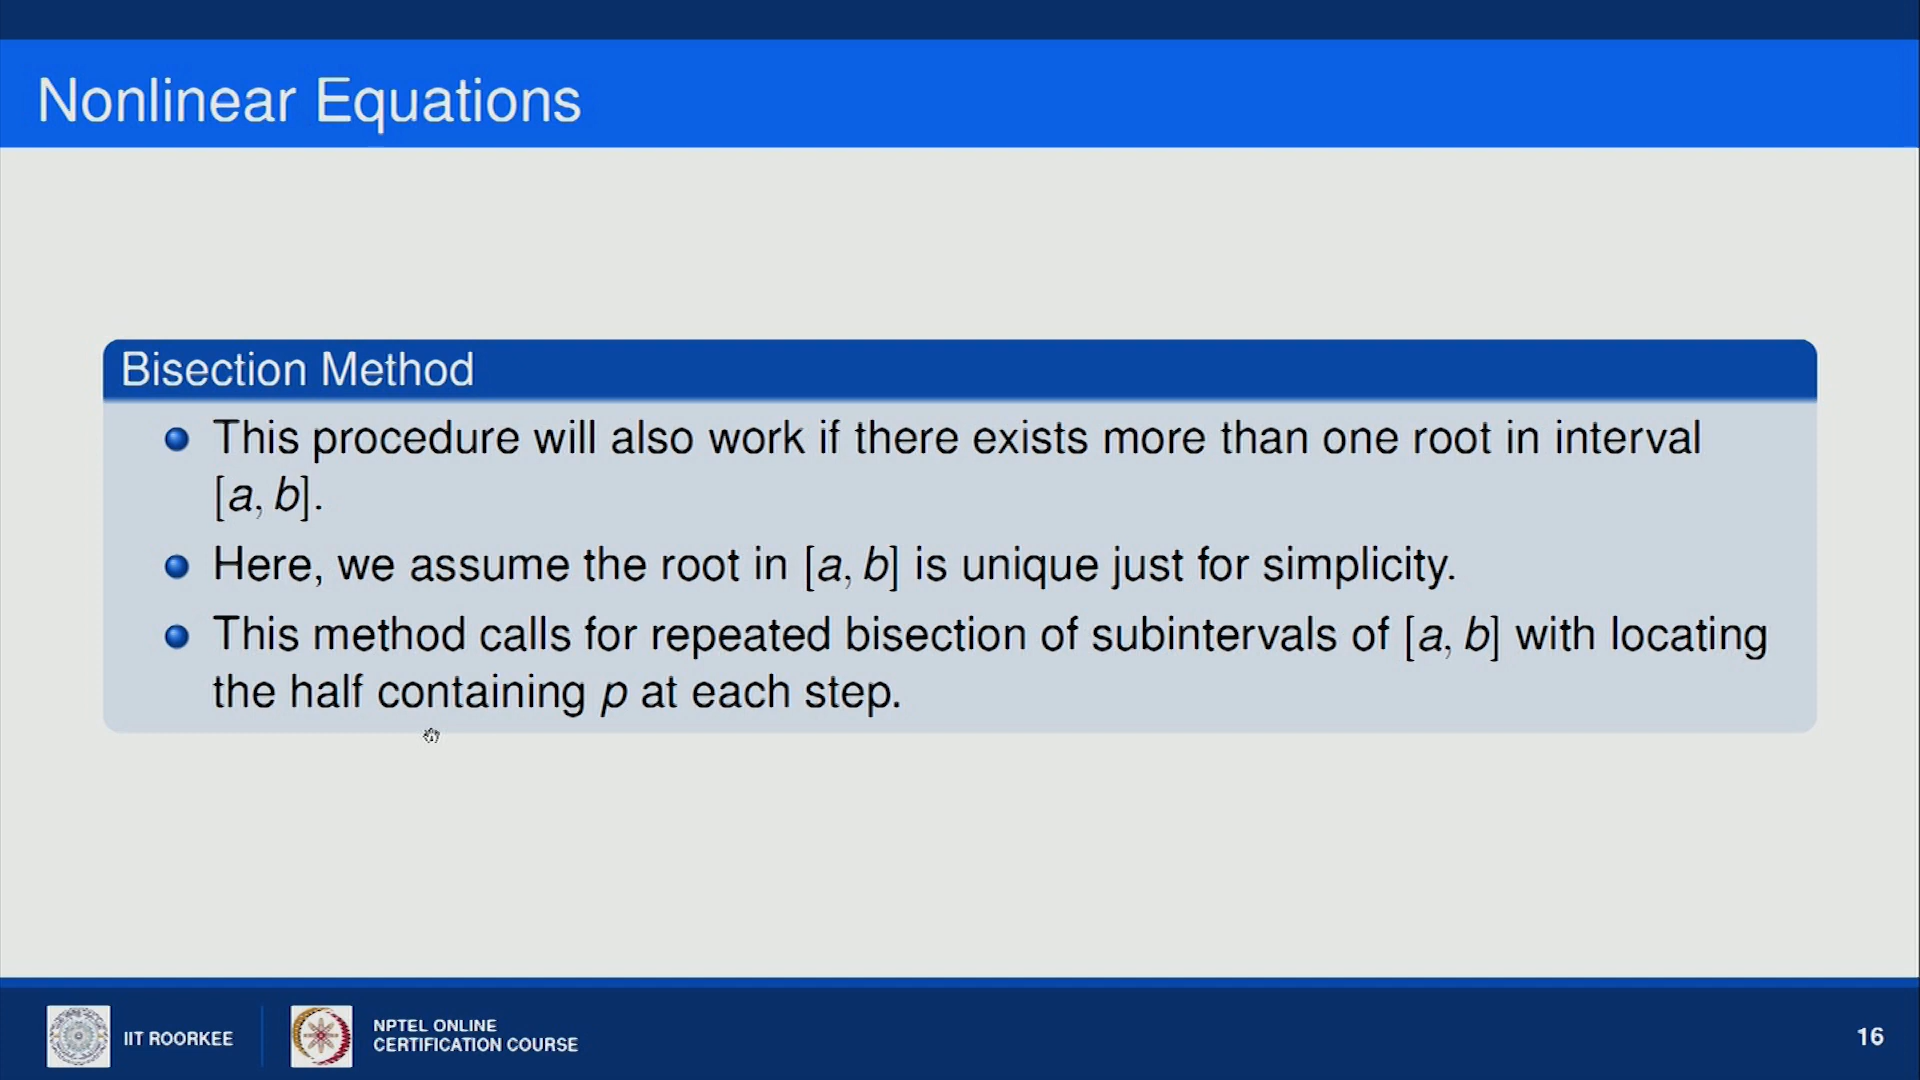 Nonlinear Equations
Bisection Method
This procedure will also work if there exists more than one root in interval
[a, b].
Here, we assume the root in [a, b] is unique just for simplicity.
This method calls for repeated bisection of subintervals of [a, b] with locating
the half containing p at each step.
IIT ROORKEE
NPTEL ONLINE
CERTIFICATION COURSE
16